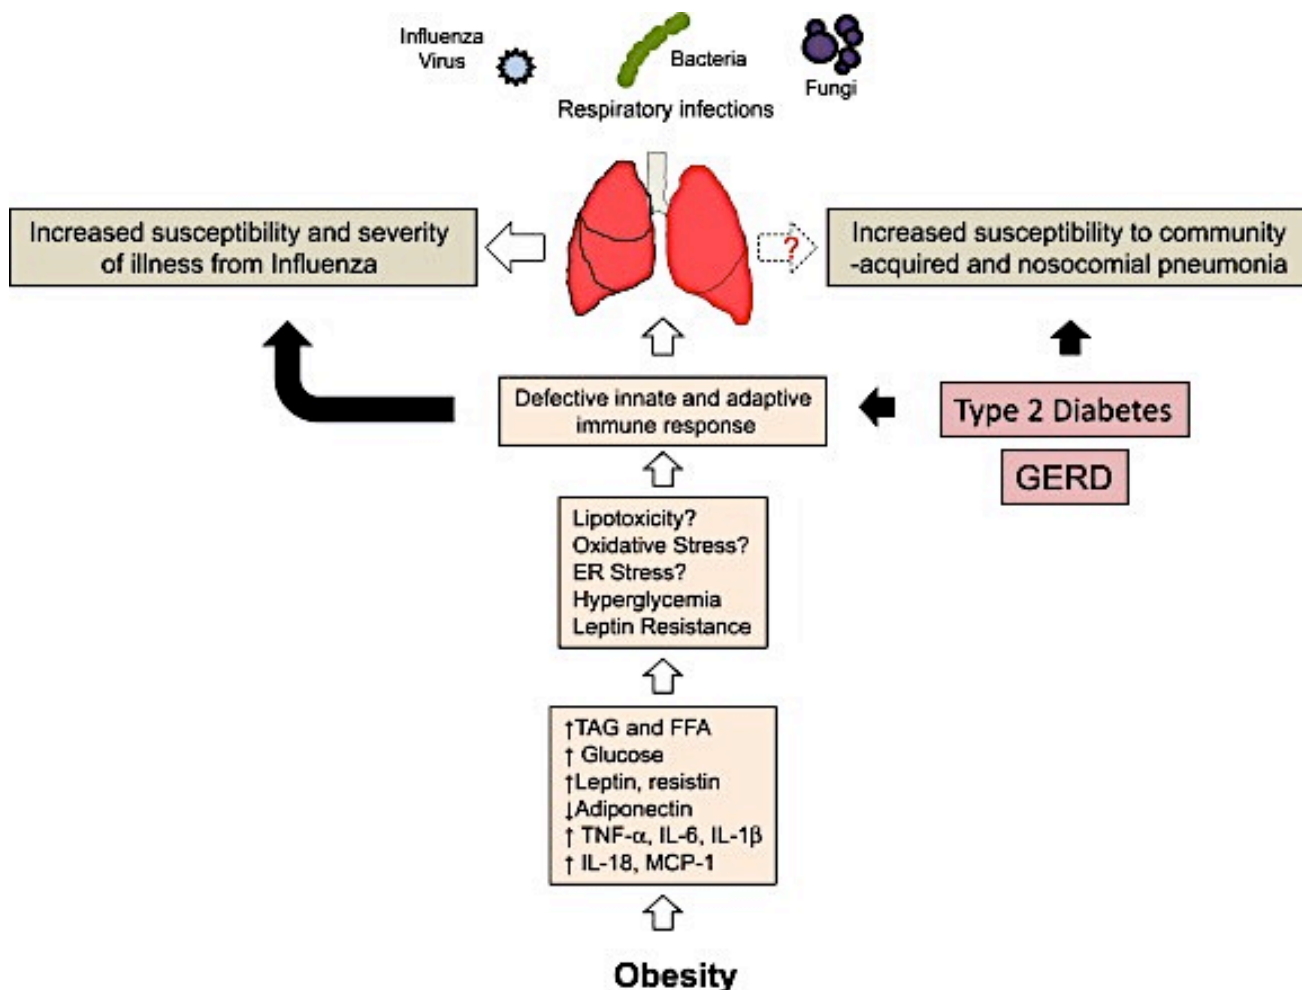 Influenza
Virus
Bacteria
Fungi
Respiratory infections
Increased susceptibility and severity
of illness from Influenza
?
Increased susceptibility to community
-acquired and nosocomial pneumonia
Defective innate and adaptive
immune response
Type 2 Diabetes
GERD
Lipotoxicity?
Oxidative Stress?
ER Stress?
Hyperglycemia
Leptin Resistance
↑TAG and FFA
↑ Glucose
↑Leptin, resistin
↓Adiponectin
↑ TNF-α, IL-6, IL-1β
↑ IL-18, MCP-1
Obesity